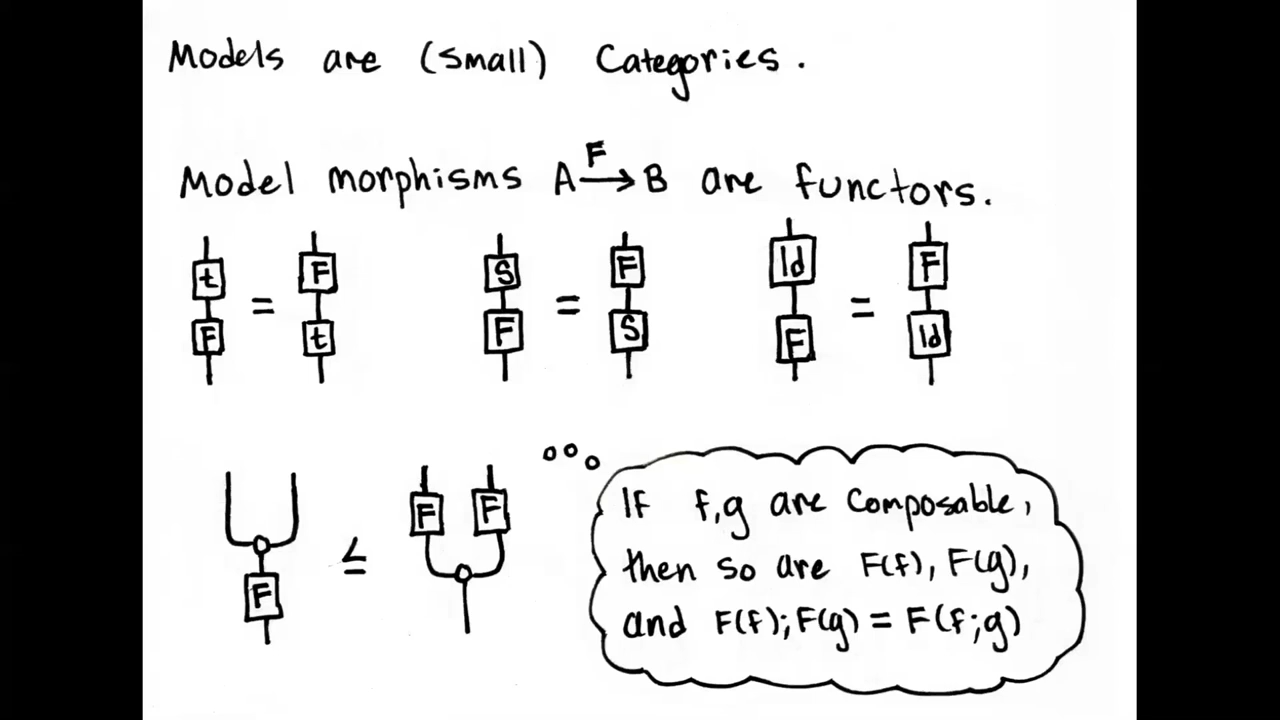 Models are (small) Categories.
Model morphisms A F→ B are functors.
t F S F Id F
= = =
F t F S F Id
F F
≤
F
If f,g are composable,
then so are F(f), F(g),
and F(f);F(g) = F(f;g)